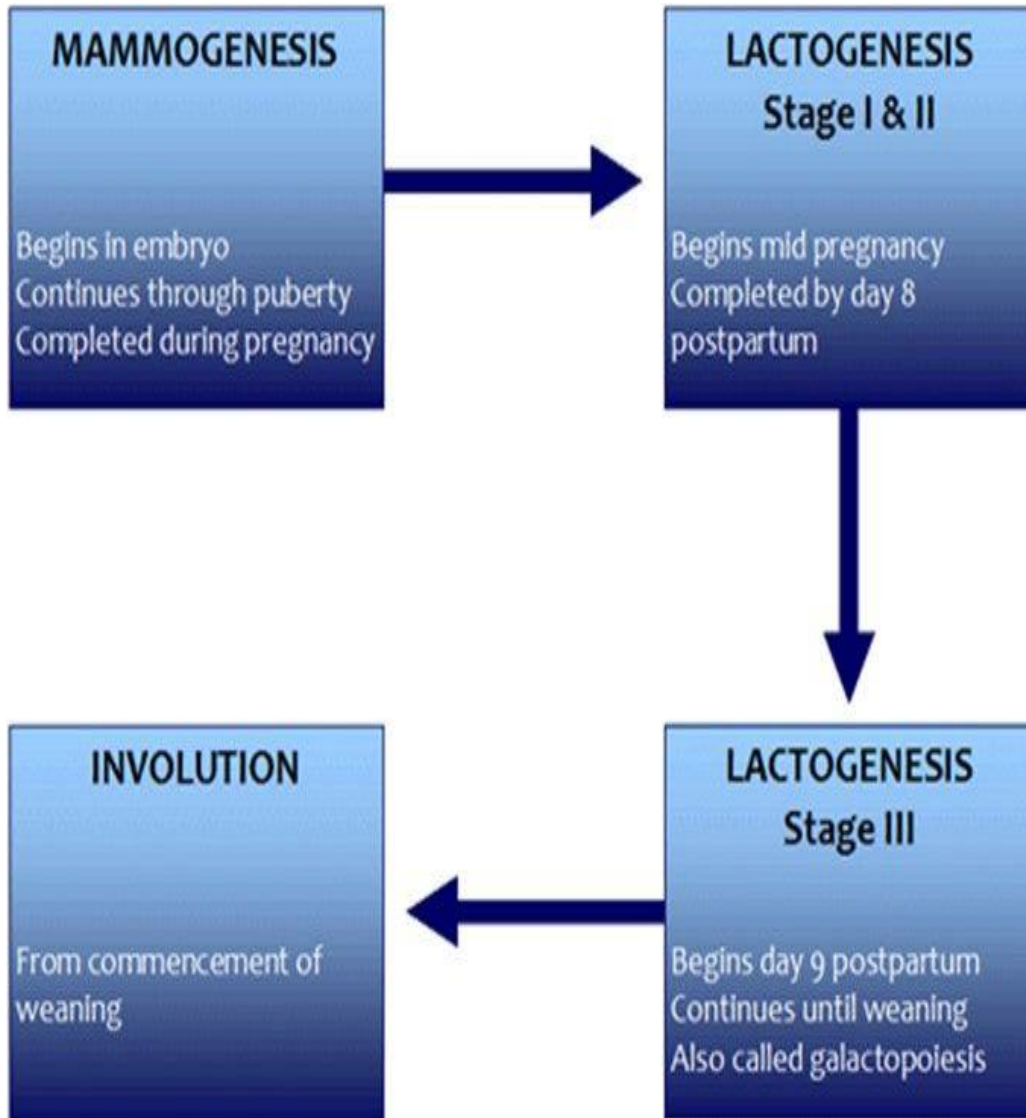 MAMMOGENESIS
Begins in embryo
Continues through puberty
Completed during pregnancy
LACTOGENESIS
Stage I & II
Begins mid pregnancy
Completed by day 8
postpartum
LACTOGENESIS
Stage III
Begins day 9 postpartum
Continues until weaning
Also called galactopoiesis
INVOLUTION
From commencement of
weaning